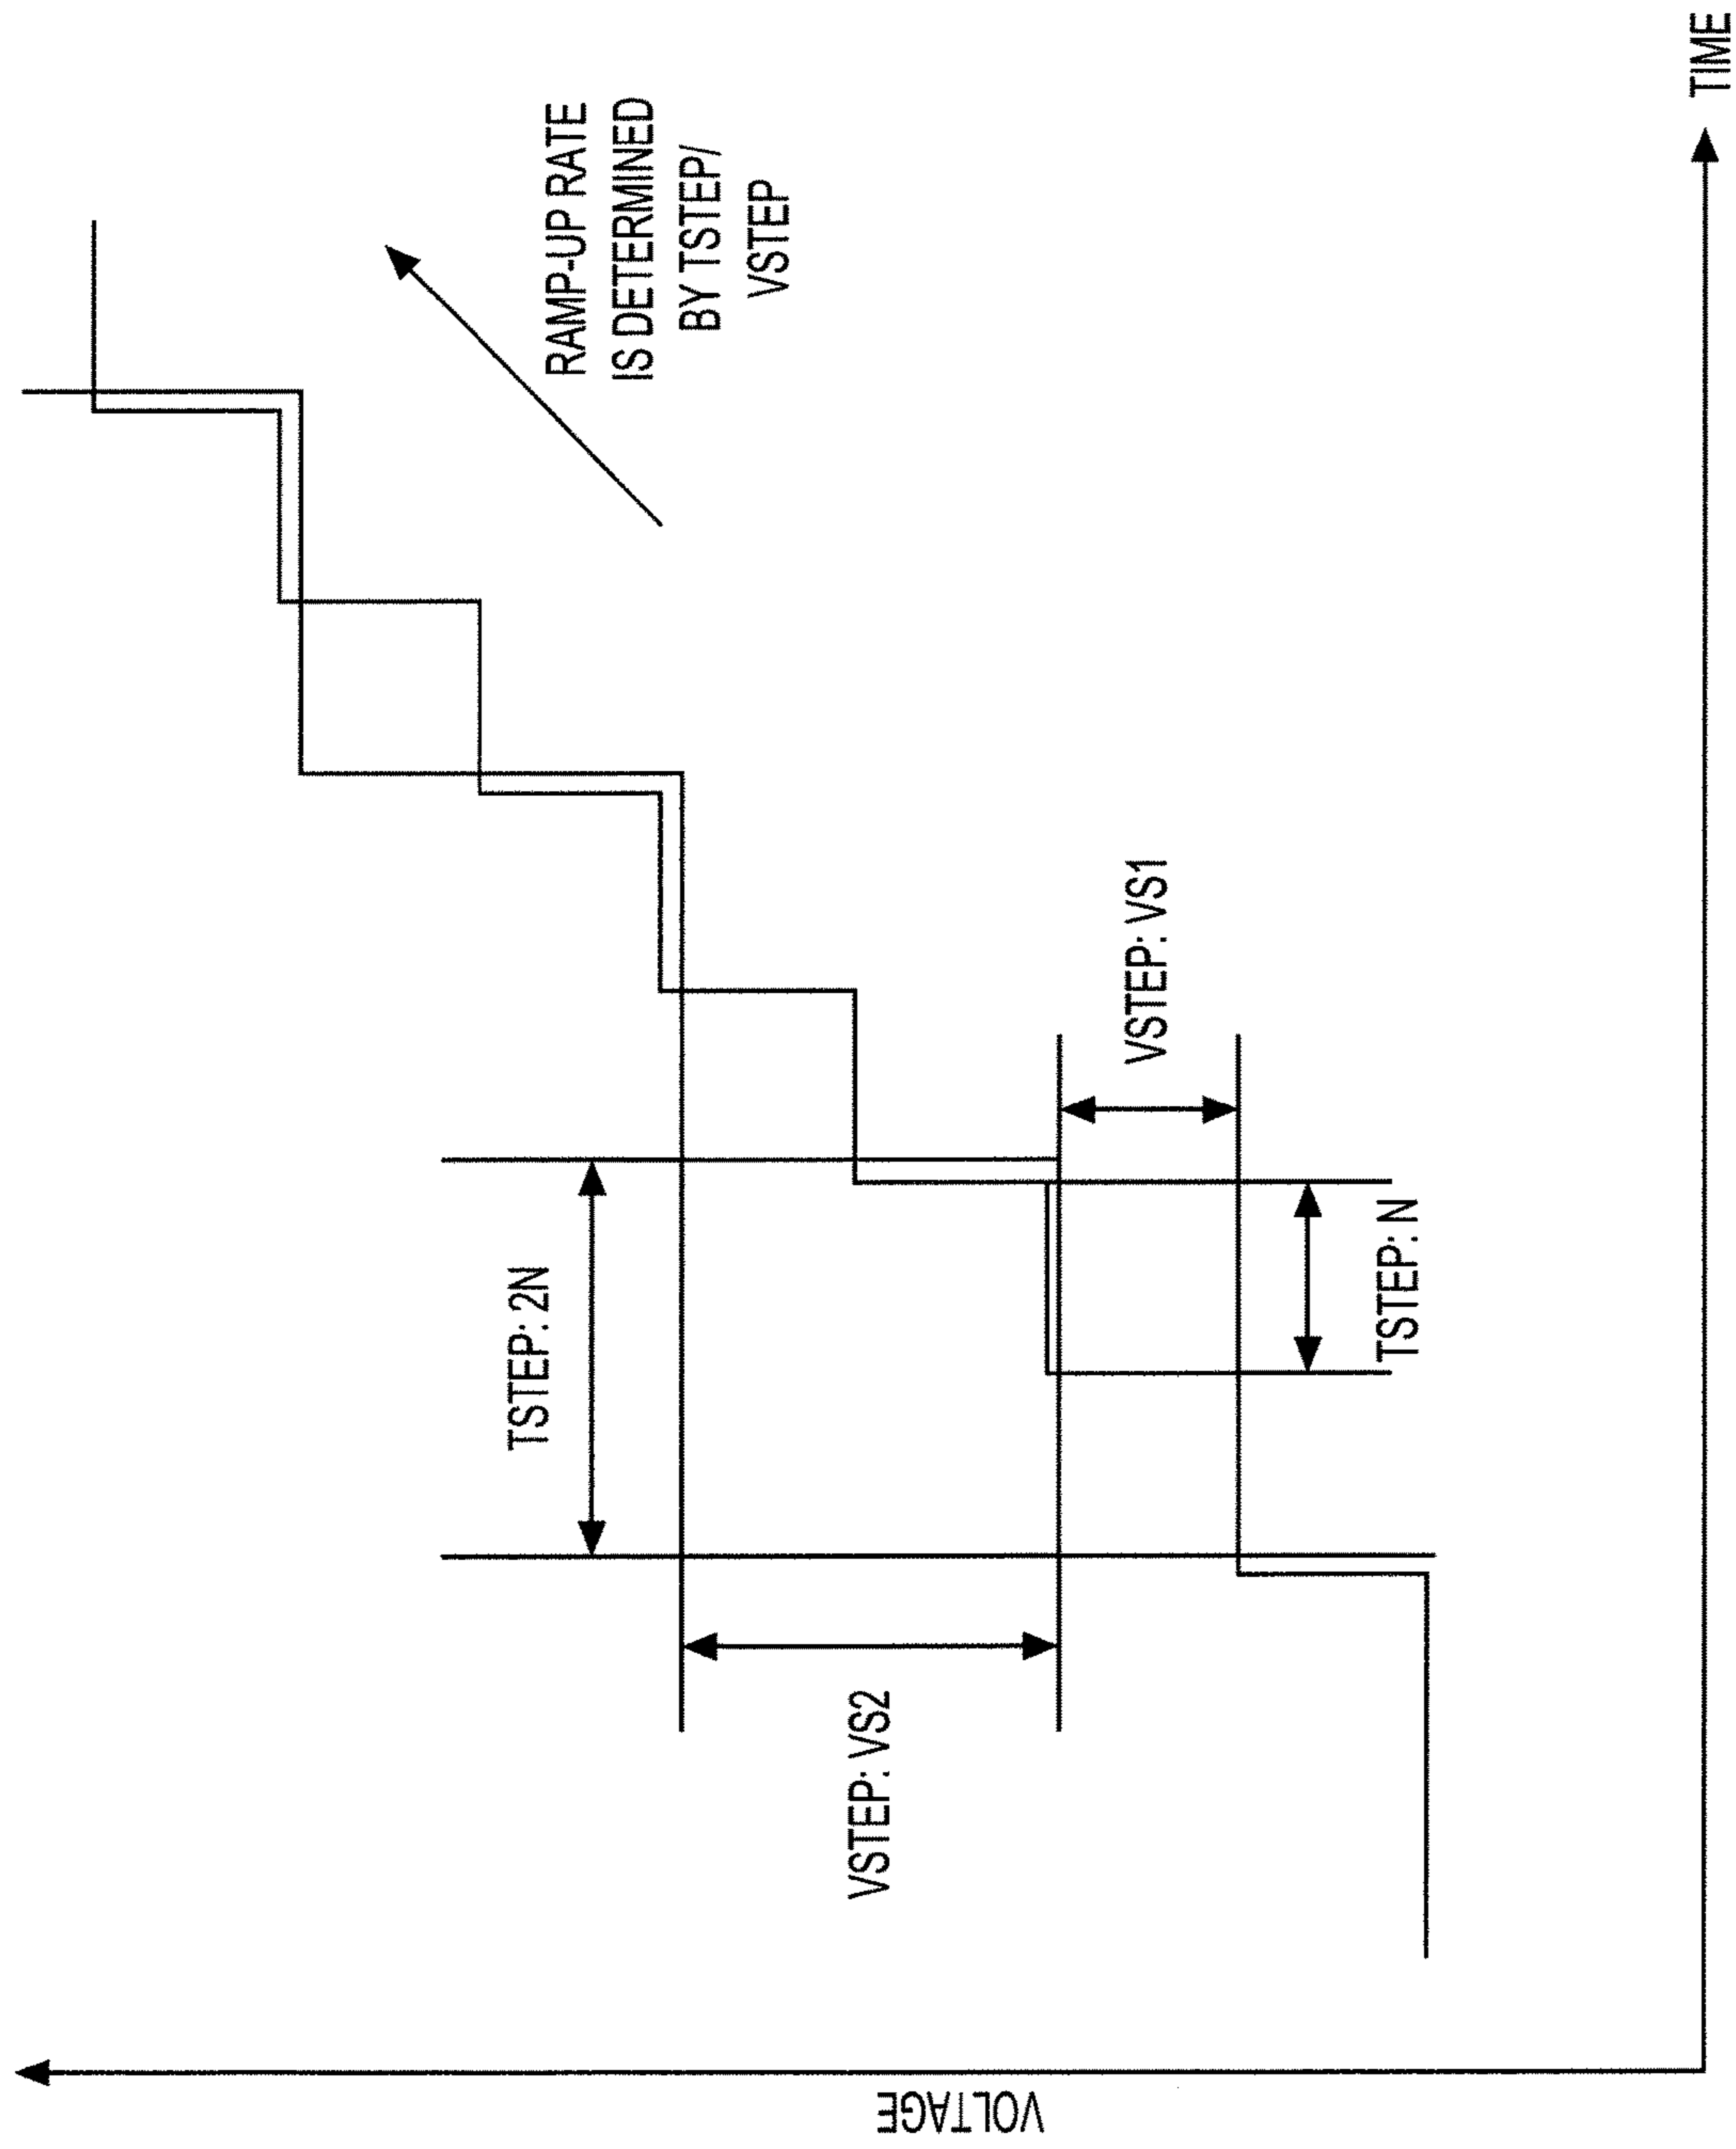 VOLTAGE
TIME
TSTEP: 2N
VSTEP: VS2
VSTEP: VS1
TSTEP: N
RAMP-UP RATE
IS DETERMINED
BY TSTEP/
VSTEP